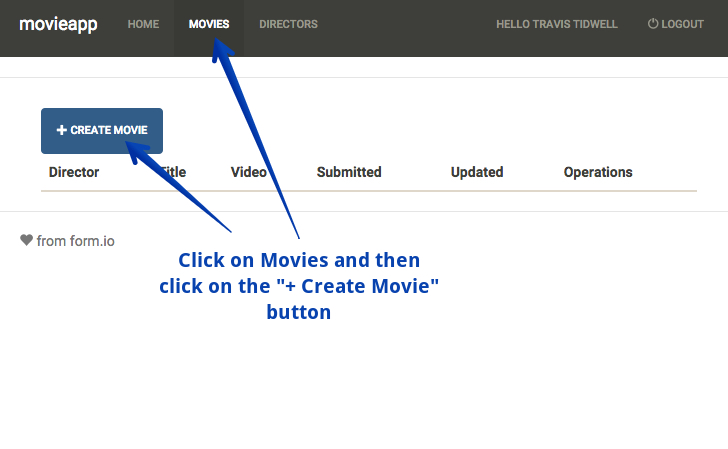 movieapp HOME MOVIES DIRECTORS HELLO TRAVIS TIDWELL LOGOUT
+ CREATE MOVIE
Director Title Video Submitted Updated Operations
from form.io
Click on Movies and then
click on the "+ Create Movie"
button